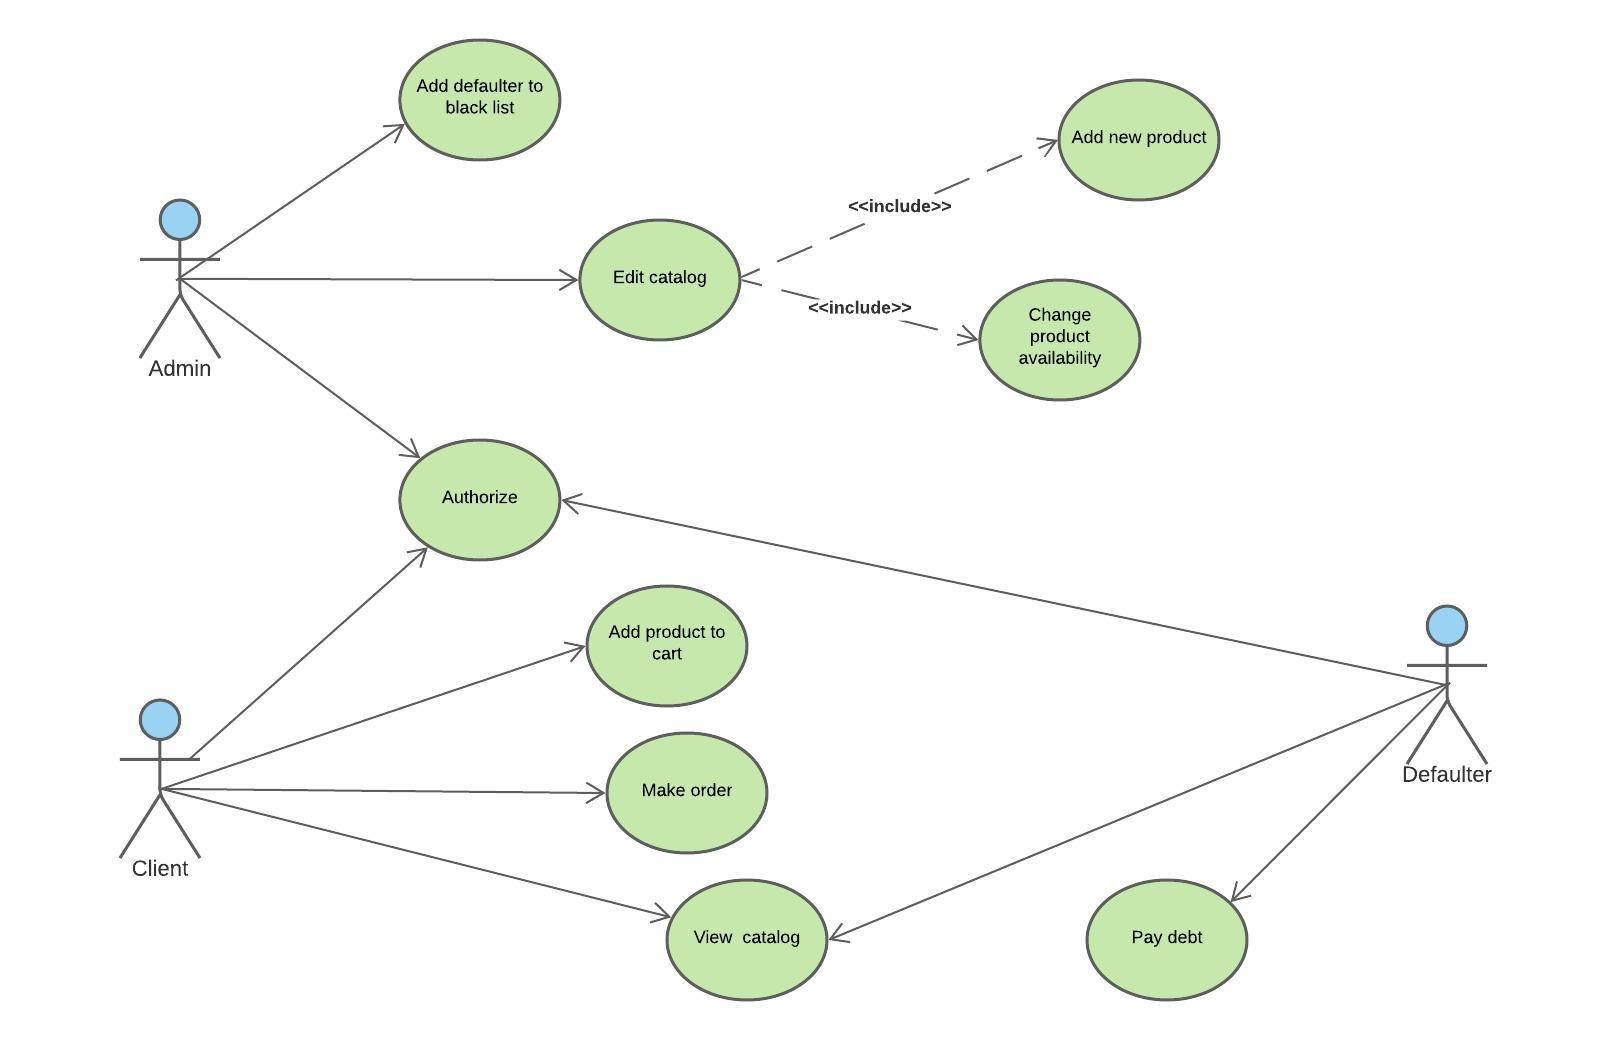 Add defaulter to
black list
Add new product
<<include>>
Edit catalog
<<include>>
Change
product
availability
Admin
Authorize
Add product to
cart
Defaulter
Make order
Client
View  catalog
Pay debt